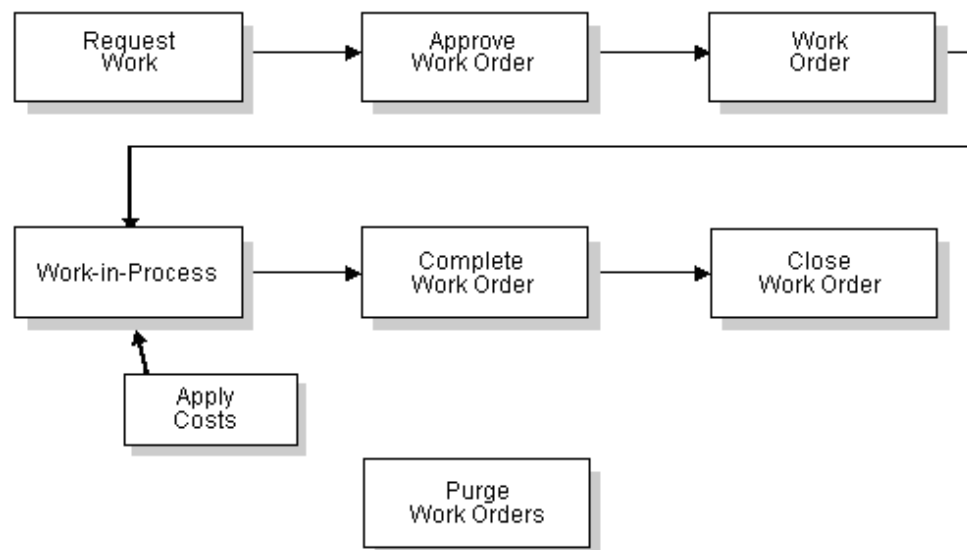 Request
Work
Approve
Work Order
Work
Order
Work-in-Process
Complete
Work Order
Close
Work Order
Apply
Costs
Purge
Work Orders